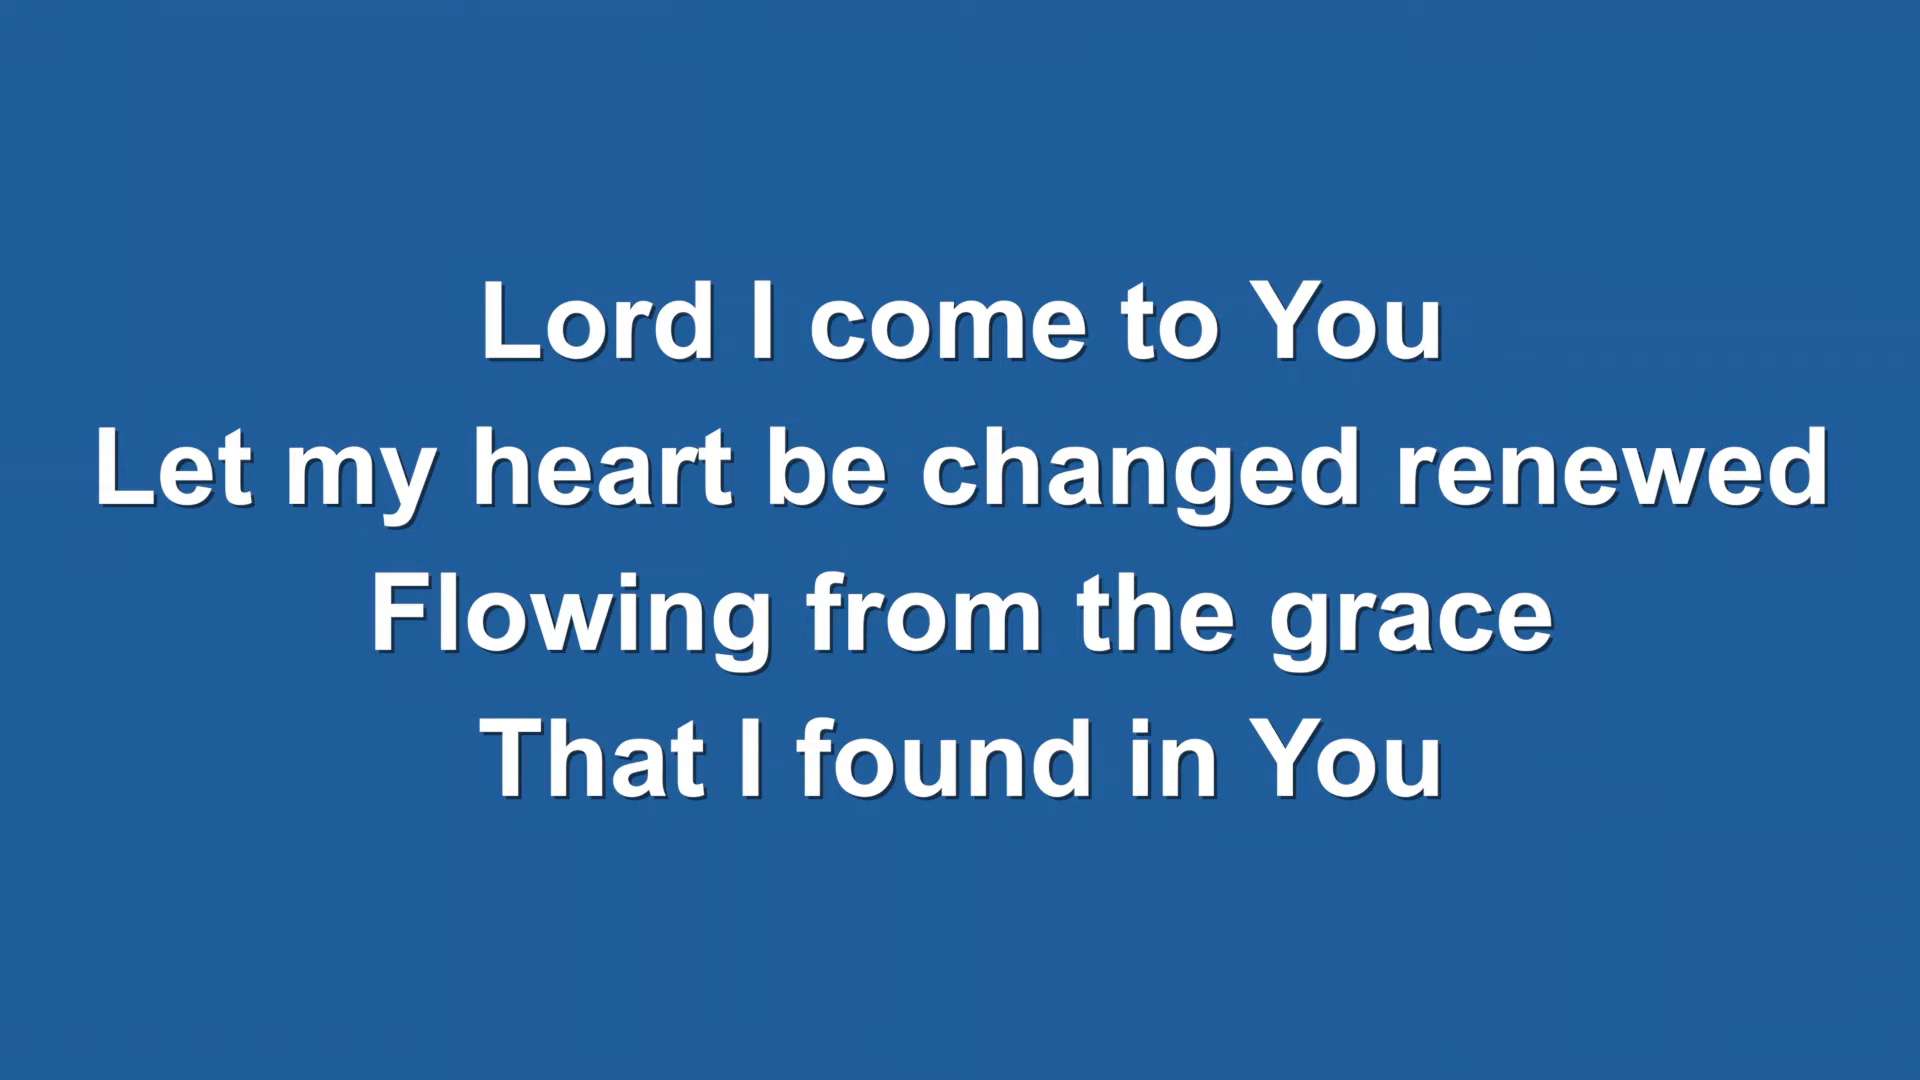 Lord I come to You
Let my heart be changed renewed
Flowing from the grace
That I found in You